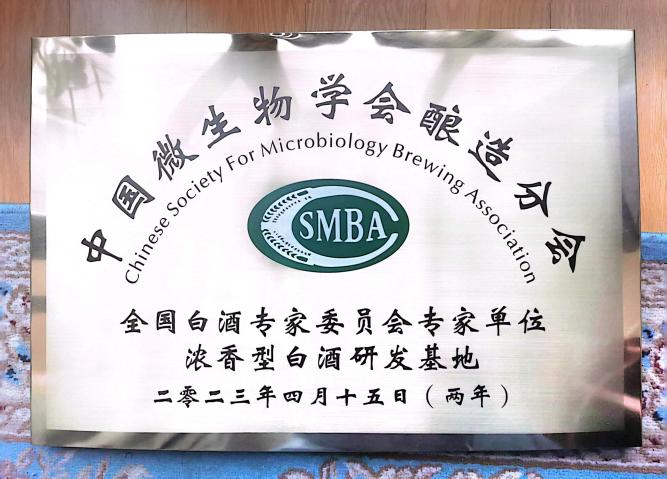 中国微生物学会酿造分会
Chinese Society For Microbiology Brewing Association
SMBA
全国白酒专家委员会专家单位
浓香型白酒研发基地
二零二三年四月十五日（两年）